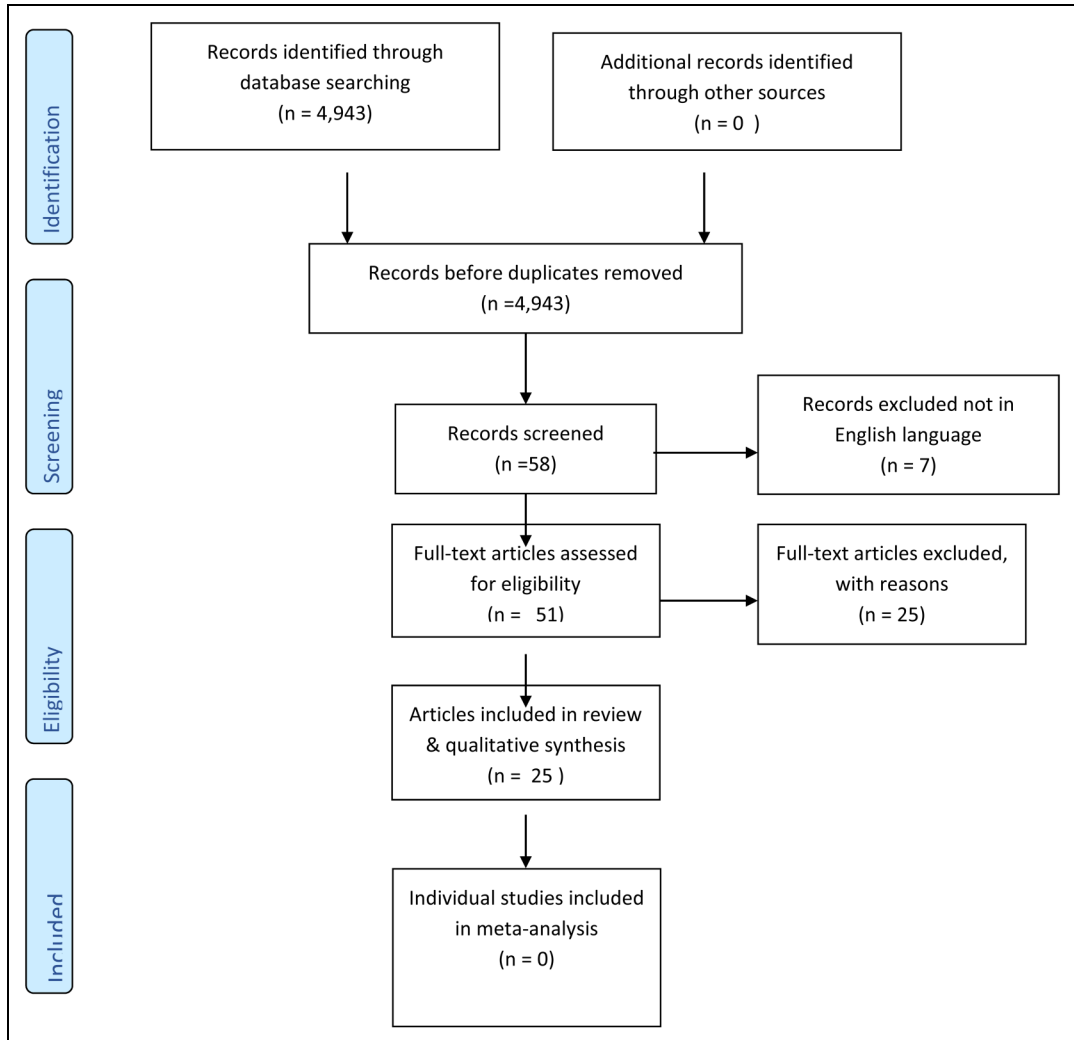 Identification
Records identified through
database searching
(n = 4,943)
Additional records identified
through other sources
(n = 0  )
Records before duplicates removed
(n =4,943)
Screening
Records screened
(n =58)
Records excluded not in
English language
(n = 7)
Eligibility
Full-text articles assessed
for eligibility
(n =   51)
Full-text articles excluded,
with reasons
(n = 25)
Articles included in review
& qualitative synthesis
(n =  25 )
Included
Individual studies included
in meta-analysis
(n = 0)